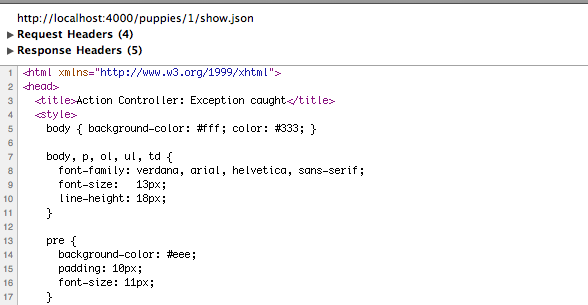 http://localhost:4000/puppies/1/show.json
▶ Request Headers (4)
▶ Response Headers (5)
1 <html xmlns="http://www.w3.org/1999/xhtml">
2 <head>
3   <title>Action Controller: Exception caught</title>
4   <style>
5     body { background-color: #fff; color: #333; }
6
7     body, p, ol, ul, td {
8       font-family: verdana, arial, helvetica, sans-serif;
9       font-size:   13px;
10       line-height: 18px;
11     }
12
13     pre {
14       background-color: #eee;
15       padding: 10px;
16       font-size: 11px;
17     }